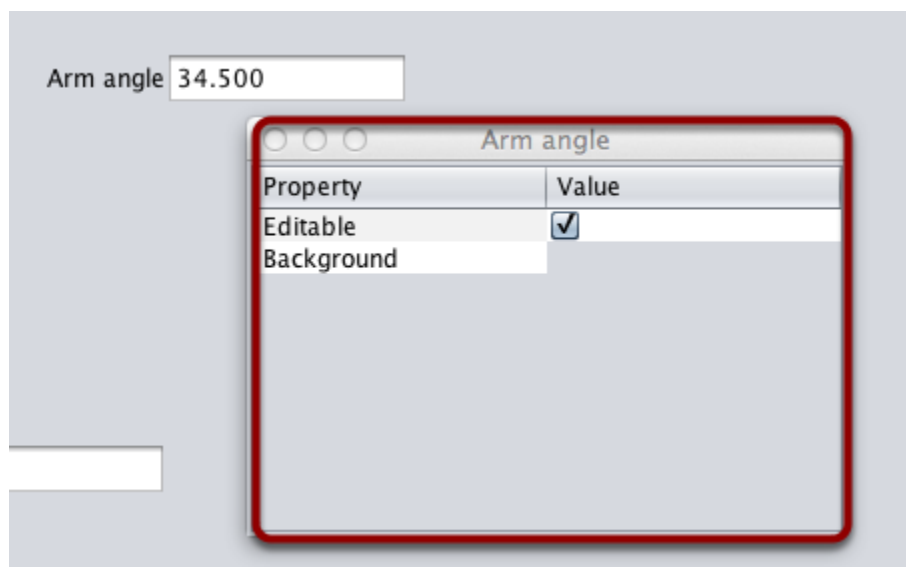 Arm angle 34.500
Arm angle
Property Value
Editable
Background